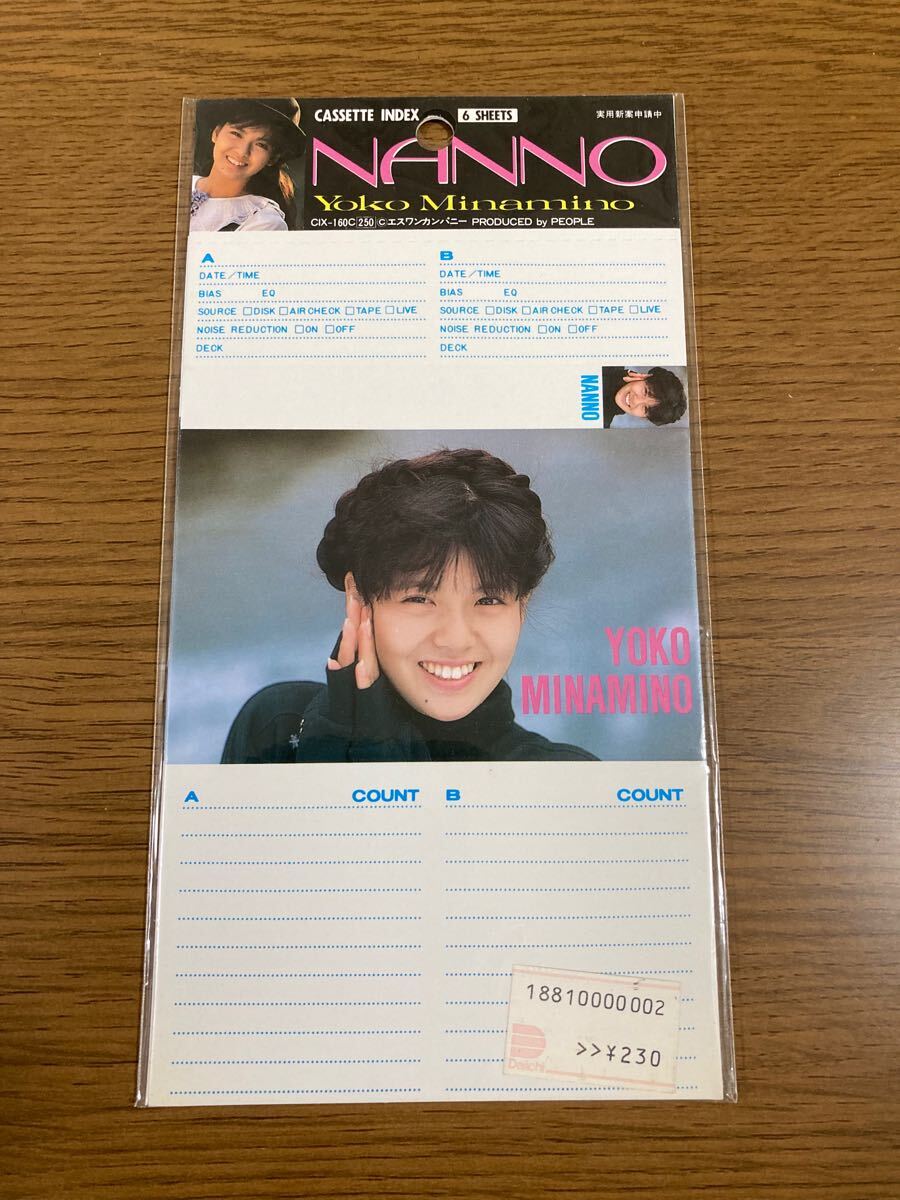 CASSETTE INDEX 6 SHEETS 実用新案申請中
NANNO
Yoko Minamino
CIX-160C 250 Ⓒエスワンカンパニー PRODUCED by PEOPLE
A
DATE/TIME
BIAS EQ
SOURCE □DISK □AIR CHECK □TAPE □LIVE
NOISE REDUCTION □ON □OFF
DECK
B
DATE/TIME
BIAS EQ
SOURCE □DISK □AIR CHECK □TAPE □LIVE
NOISE REDUCTION □ON □OFF
DECK
NANNO
YOKO
MINAMINO
A COUNT B COUNT
18810000002
>>¥230
Daiichi